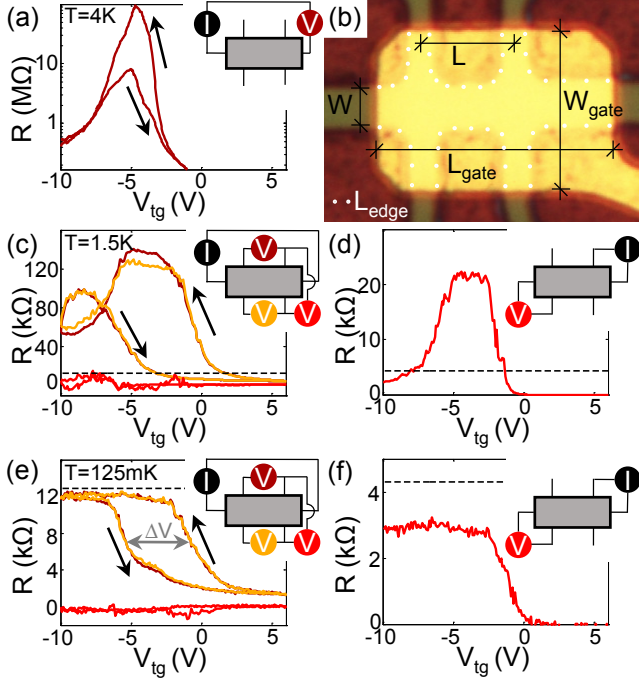 (a)
T=4K
I
V
R (MΩ)
10
1
-10
-5
0
5
V_tg (V)
(b)
L
W
W_gate
L_gate
L_edge
(c)
T=1.5K
I
V
V
V
R (kΩ)
120
80
40
0
-10
-5
0
5
V_tg (V)
(d)
I
V
R (kΩ)
20
10
0
-10
-5
0
5
V_tg (V)
(e)
T=125mK
I
V
V
V
ΔV
R (kΩ)
12
8
4
0
-10
-5
0
5
V_tg (V)
(f)
I
V
R (kΩ)
4
2
0
-10
-5
0
5
V_tg (V)